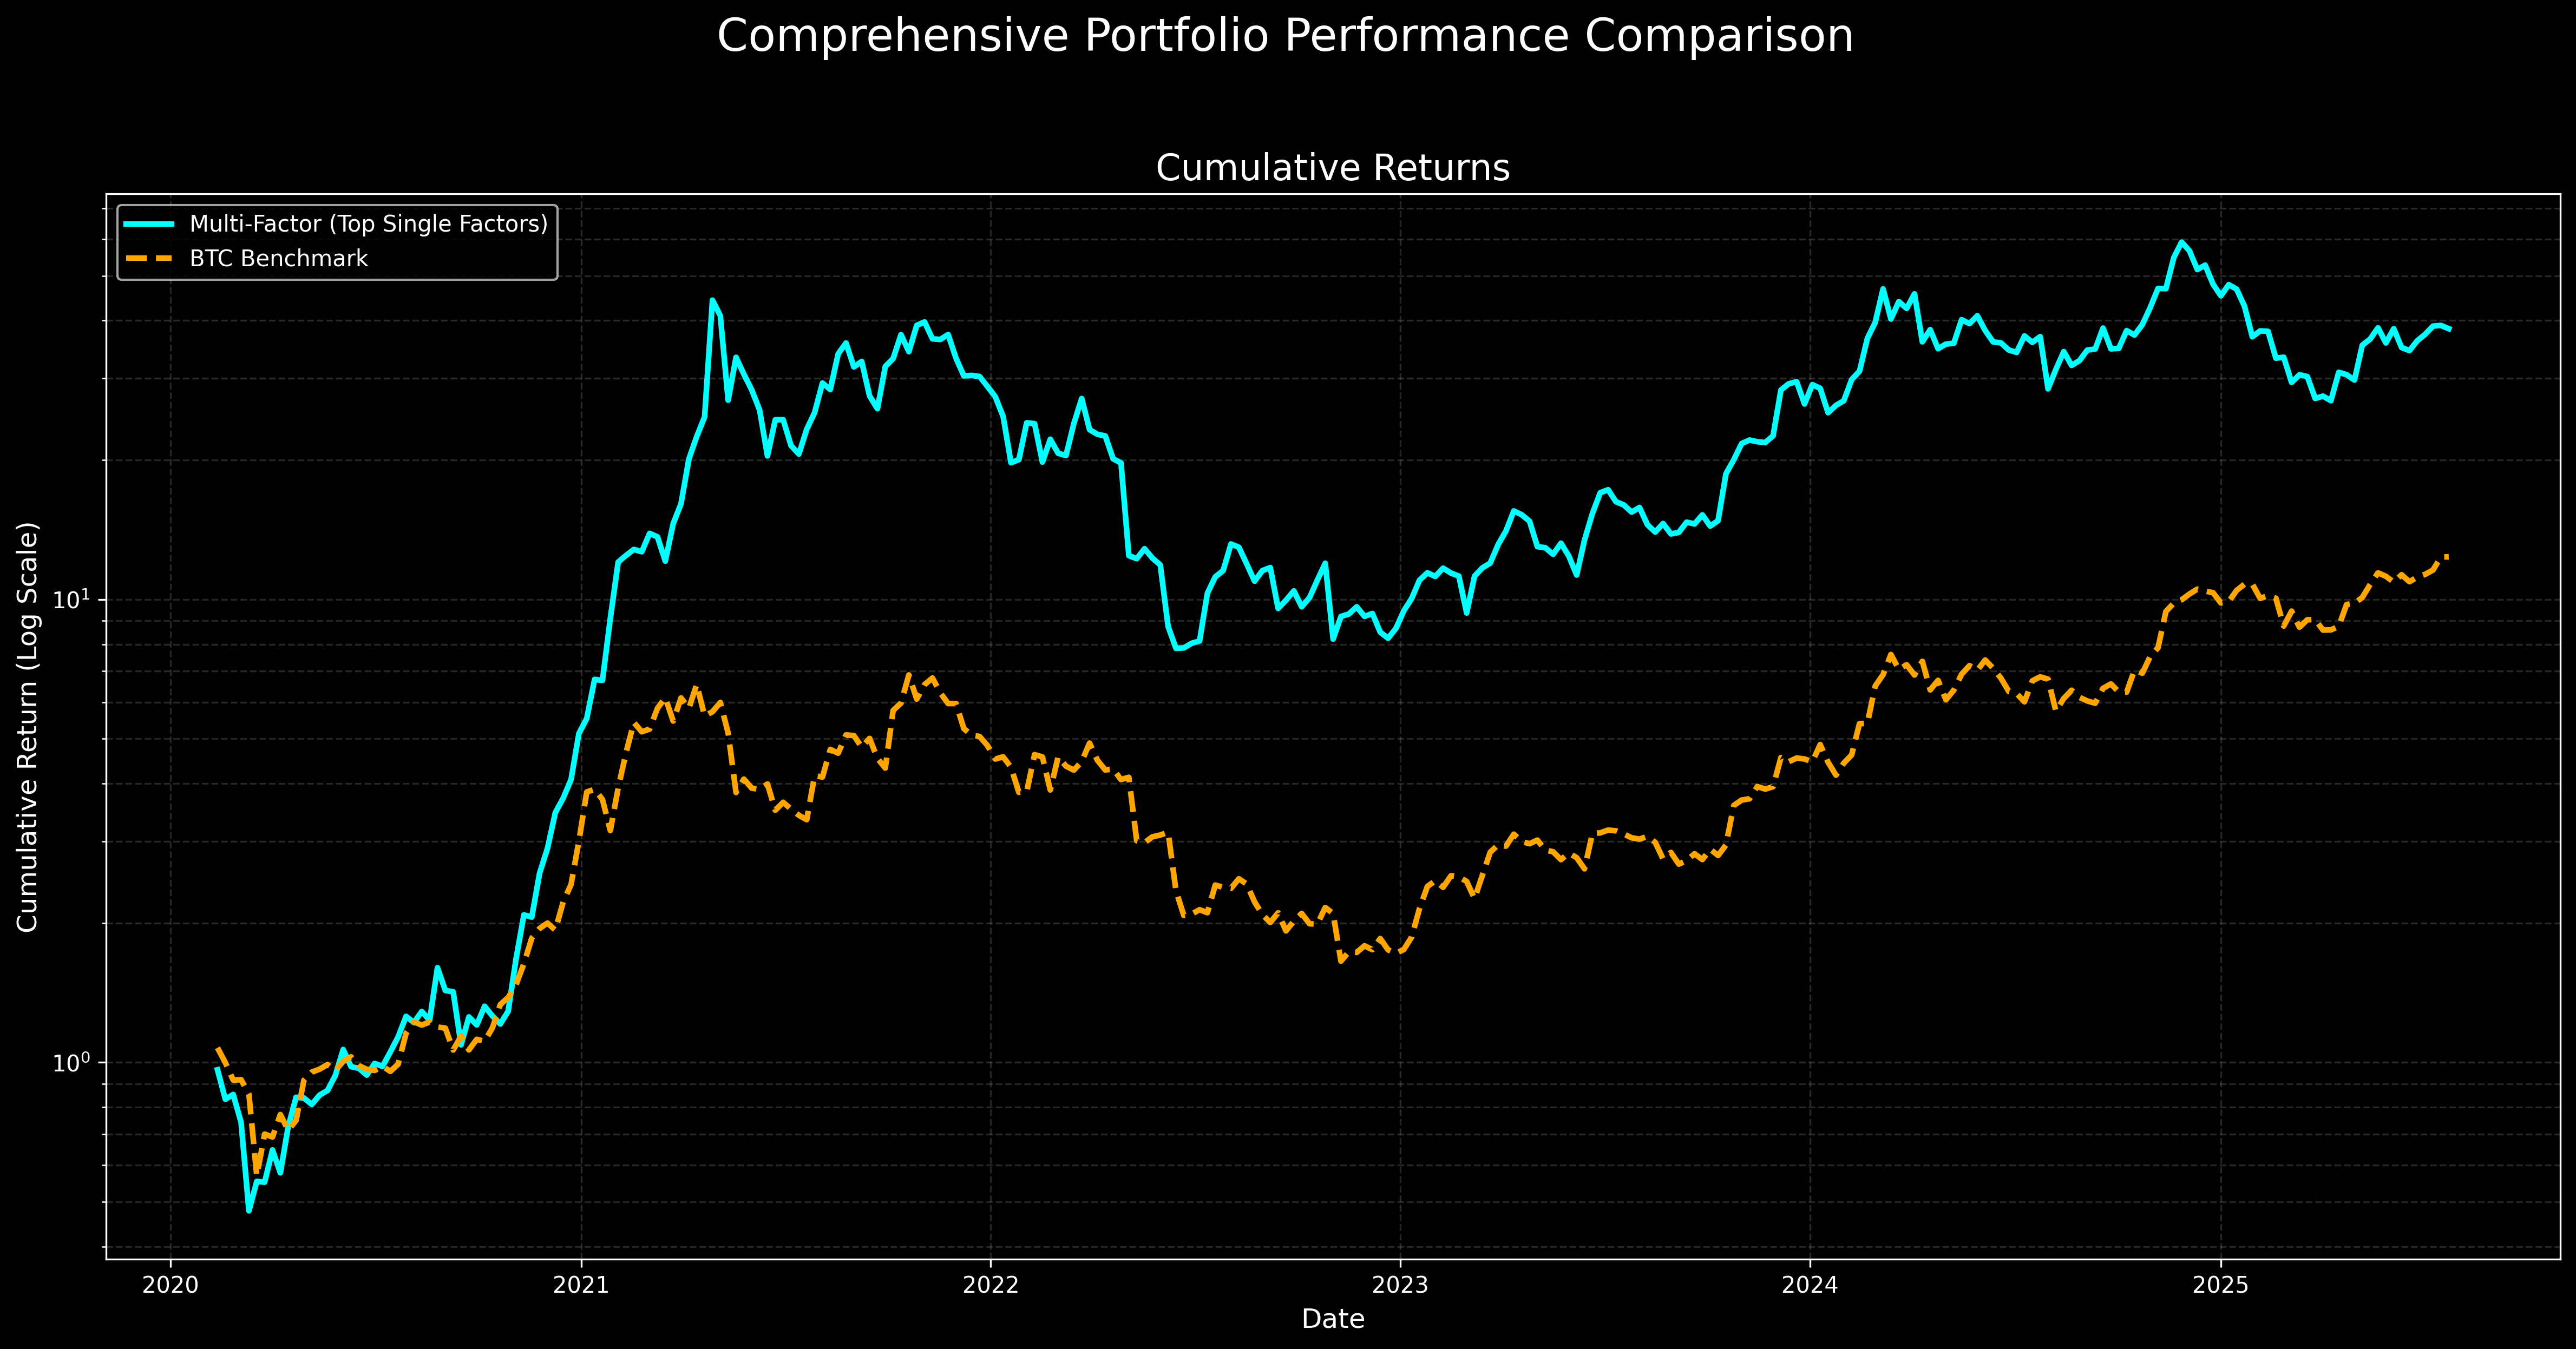 Comprehensive Portfolio Performance Comparison
Cumulative Returns
Multi-Factor (Top Single Factors)
BTC Benchmark
Cumulative Return (Log Scale)
10¹
10⁰
2020
2021
2022
2023
2024
2025
Date